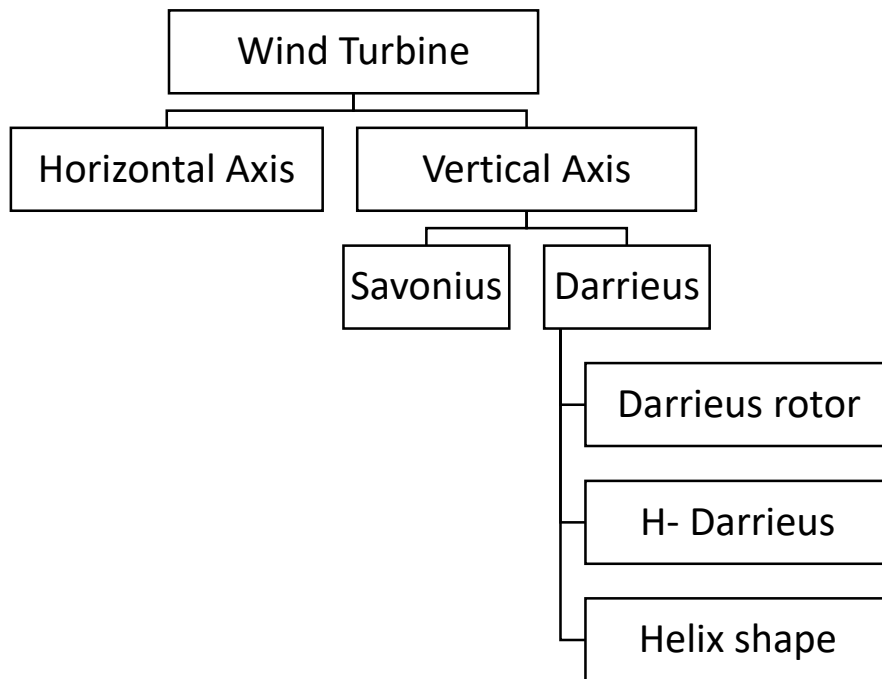 Wind Turbine
Horizontal Axis
Vertical Axis
Savonius
Darrieus
Darrieus rotor
H- Darrieus
Helix shape